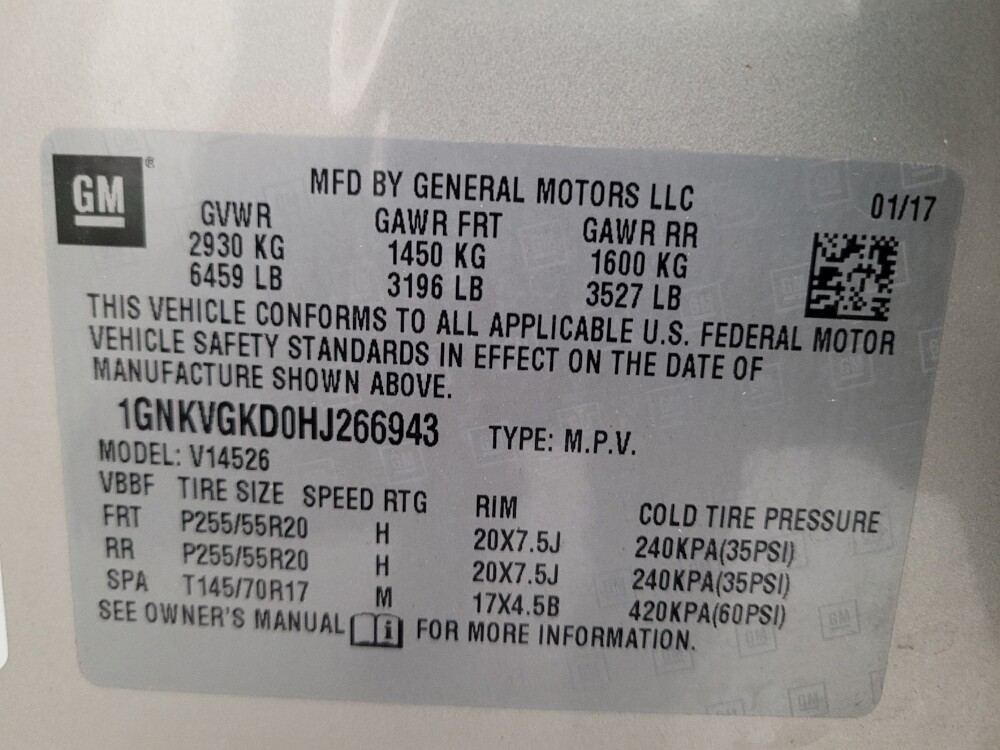 GM®
MFD BY GENERAL MOTORS LLC
01/17
GVWR GAWR FRT GAWR RR
2930 KG 1450 KG 1600 KG
6459 LB 3196 LB 3527 LB
THIS VEHICLE CONFORMS TO ALL APPLICABLE U.S. FEDERAL MOTOR
VEHICLE SAFETY STANDARDS IN EFFECT ON THE DATE OF
MANUFACTURE SHOWN ABOVE.
1GNKVGKD0HJ266943 TYPE: M.P.V.
MODEL: V14526
VBBF TIRE SIZE SPEED RTG RIM COLD TIRE PRESSURE
FRT P255/55R20 H 20X7.5J 240KPA(35PSI)
RR P255/55R20 H 20X7.5J 240KPA(35PSI)
SPA T145/70R17 M 17X4.5B 420KPA(60PSI)
SEE OWNER'S MANUAL i FOR MORE INFORMATION.